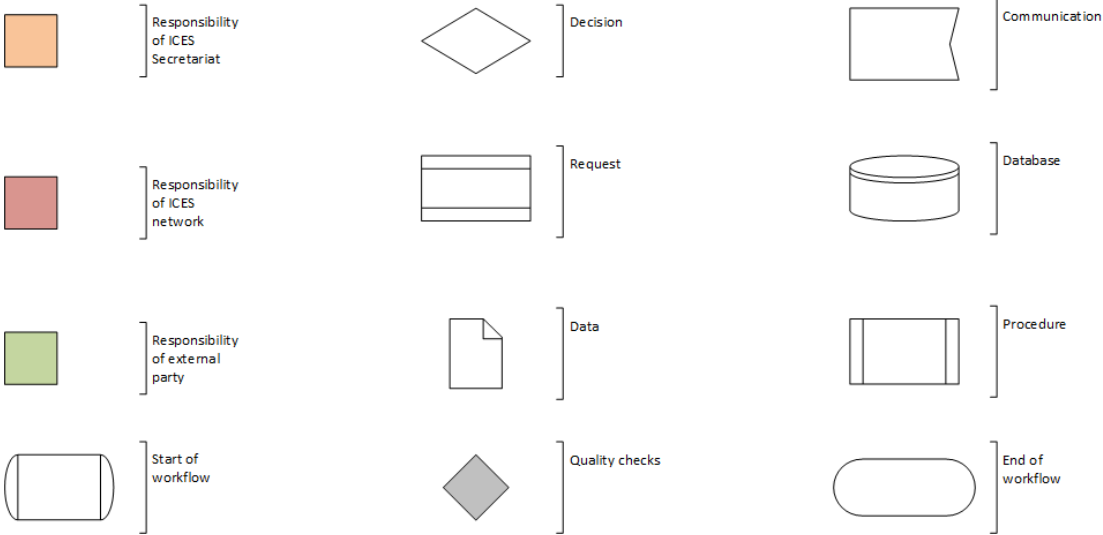 Responsibility
of ICES
Secretariat
Decision
Communication
Responsibility
of ICES
network
Request
Database
Responsibility
of external
party
Data
Procedure
Start of
workflow
Quality checks
End of
workflow